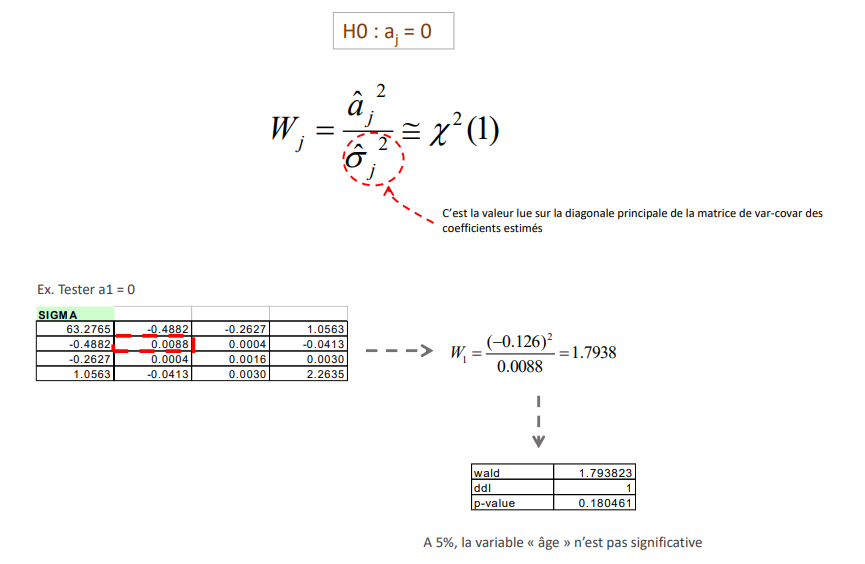 H0 : aj = 0
Wj = âj² / σ̂j² ≅ χ²(1)
C'est la valeur lue sur la diagonale principale de la matrice de var-covar des
coefficients estimés
Ex. Tester a1 = 0
SIGMA
63.2765 -0.4882 -0.2627 1.0563
-0.4882 0.0088 0.0004 -0.0413
-0.2627 0.0004 0.0016 0.0030
1.0563 -0.0413 0.0030 2.2635
W1 = (−0.126)² / 0.0088 = 1.7938
wald 1.793823
ddl 1
p-value 0.180461
A 5%, la variable « âge » n'est pas significative